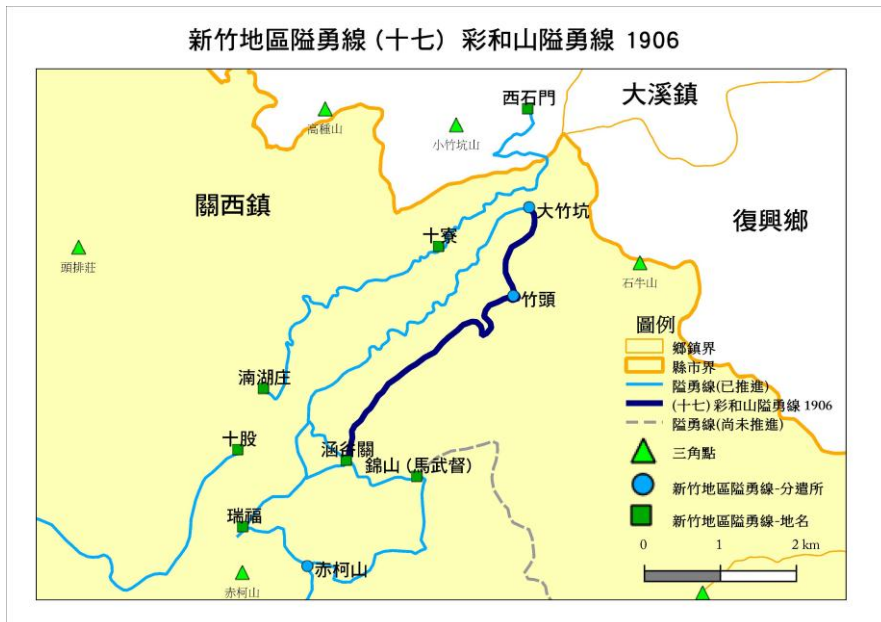 新竹地區隘勇線 (十七) 彩和山隘勇線 1906
西石門
大溪鎮
高種山
小竹坑山
關西鎮
大竹坑
復興鄉
十寮
頭排莊
石牛山
竹頭
圖例
鄉鎮界
縣市界
隘勇線(已推進)
(十七) 彩和山隘勇線 1906
隘勇線(尚未推進)
三角點
新竹地區隘勇線-分遣所
新竹地區隘勇線-地名
湳湖庄
十股
涵谷關
錦山 (馬武督)
瑞福
赤柯山
赤柯山
0 1 2 km